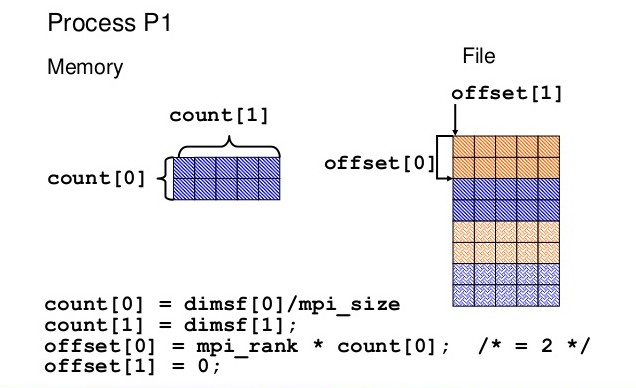 Process P1
Memory
File
offset[1]
count[1]
offset[0]
count[0]
count[0] = dimsf[0]/mpi_size
count[1] = dimsf[1];
offset[0] = mpi_rank * count[0];  /* = 2 */
offset[1] = 0;